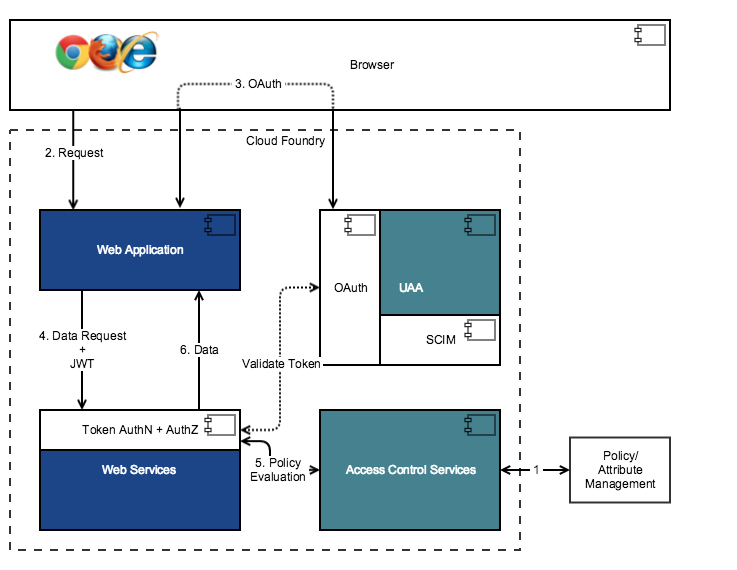 Browser
3. OAuth
Cloud Foundry
2. Request
Web Application
OAuth
UAA
SCIM
4. Data Request
+
JWT
6. Data
Validate Token
Token AuthN + AuthZ
Web Services
5. Policy
Evaluation
Access Control Services
1
Policy/
Attribute
Management